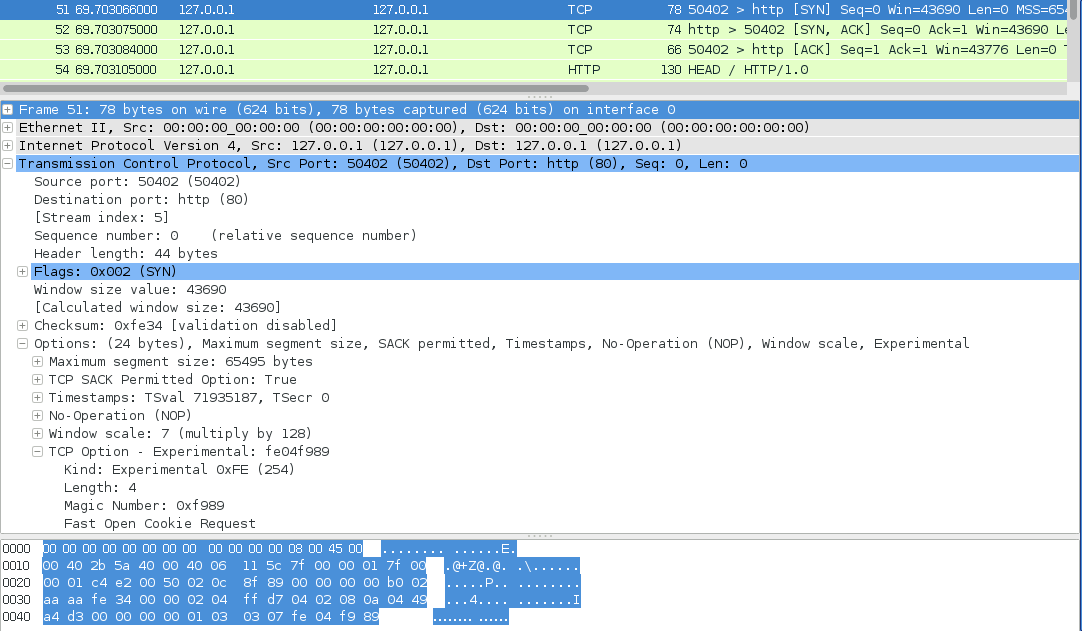 51 69.703066000 127.0.0.1 127.0.0.1 TCP 78 50402 > http [SYN] Seq=0 Win=43690 Len=0 MSS=654
52 69.703075000 127.0.0.1 127.0.0.1 TCP 74 http > 50402 [SYN, ACK] Seq=0 Ack=1 Win=43690 Le
53 69.703084000 127.0.0.1 127.0.0.1 TCP 66 50402 > http [ACK] Seq=1 Ack=1 Win=43776 Len=0
54 69.703105000 127.0.0.1 127.0.0.1 HTTP 130 HEAD / HTTP/1.0
Frame 51: 78 bytes on wire (624 bits), 78 bytes captured (624 bits) on interface 0
Ethernet II, Src: 00:00:00_00:00:00 (00:00:00:00:00:00), Dst: 00:00:00_00:00:00 (00:00:00:00:00:00)
Internet Protocol Version 4, Src: 127.0.0.1 (127.0.0.1), Dst: 127.0.0.1 (127.0.0.1)
Transmission Control Protocol, Src Port: 50402 (50402), Dst Port: http (80), Seq: 0, Len: 0
Source port: 50402 (50402)
Destination port: http (80)
[Stream index: 5]
Sequence number: 0 (relative sequence number)
Header length: 44 bytes
Flags: 0x002 (SYN)
Window size value: 43690
[Calculated window size: 43690]
Checksum: 0xfe34 [validation disabled]
Options: (24 bytes), Maximum segment size, SACK permitted, Timestamps, No-Operation (NOP), Window scale, Experimental
Maximum segment size: 65495 bytes
TCP SACK Permitted Option: True
Timestamps: TSval 71935187, TSecr 0
No-Operation (NOP)
Window scale: 7 (multiply by 128)
TCP Option - Experimental: fe04f989
Kind: Experimental 0xFE (254)
Length: 4
Magic Number: 0xf989
Fast Open Cookie Request
0000 00 00 00 00 00 00 00 00 00 00 00 00 08 00 45 00 ........ ......E.
0010 00 40 2b 5a 40 00 40 06 11 5c 7f 00 00 01 7f 00 .@+Z@.@. .\......
0020 00 01 c4 e2 00 50 02 0c 8f 89 00 00 00 00 b0 02 .....P.. ........
0030 aa aa fe 34 00 00 02 04 ff d7 04 02 08 0a 04 49 ...4.... .......I
0040 a4 d3 00 00 00 00 01 03 03 07 fe 04 f9 89 ........ ......